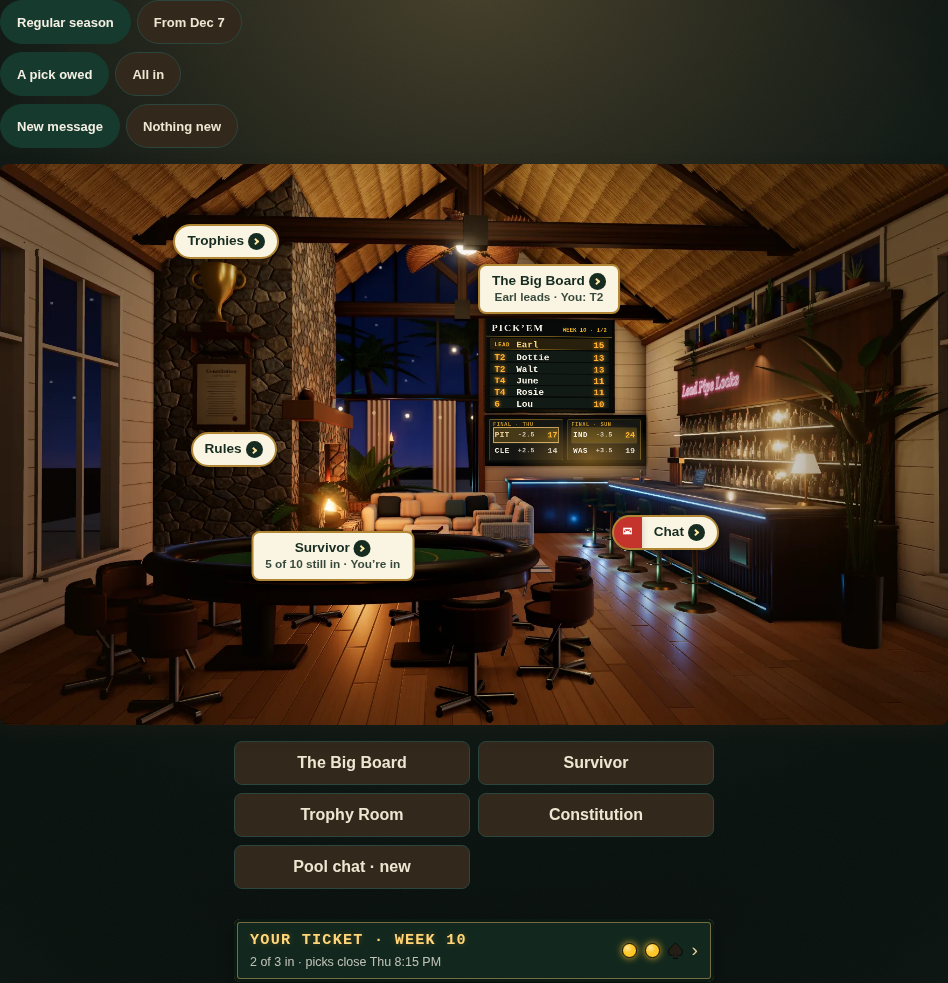 Regular season
From Dec 7
A pick owed
All in
New message
Nothing new
Trophies
The Big Board
Earl leads · You: T2
PICK'EM
WEEK 10 · 1/2
LEAD Earl 15
T2 Dottie 13
T2 Walt 13
T4 June 11
T4 Rosie 11
6 Lou 10
FINAL · THU
PIT -2.5 17
CLE +2.5 14
FINAL · SUN
IND -3.5 24
WAS +3.5 19
Constitution
Lead Pipe Locks
Rules
Chat
Survivor
5 of 10 still in · You're in
The Big Board
Survivor
Trophy Room
Constitution
Pool chat · new
YOUR TICKET · WEEK 10
2 of 3 in · picks close Thu 8:15 PM